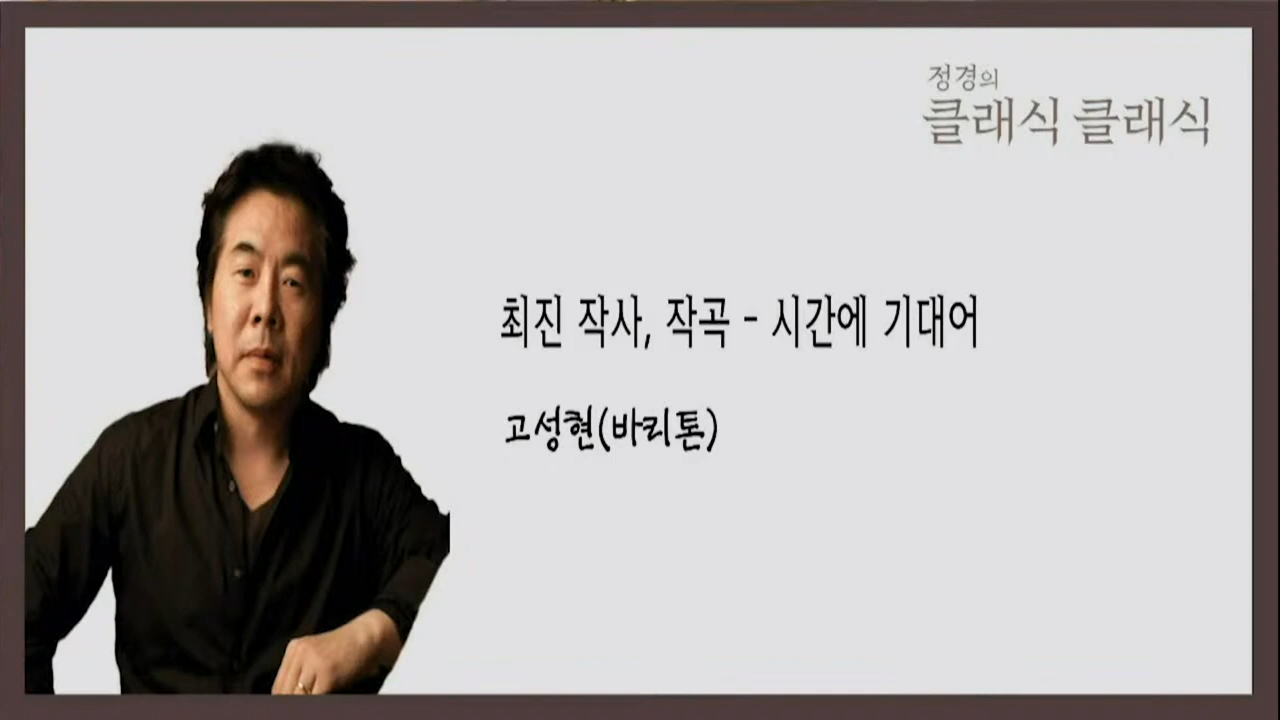 정경의
클래식 클래식
최진 작사, 작곡 - 시간에 기대어
고성현(바리톤)